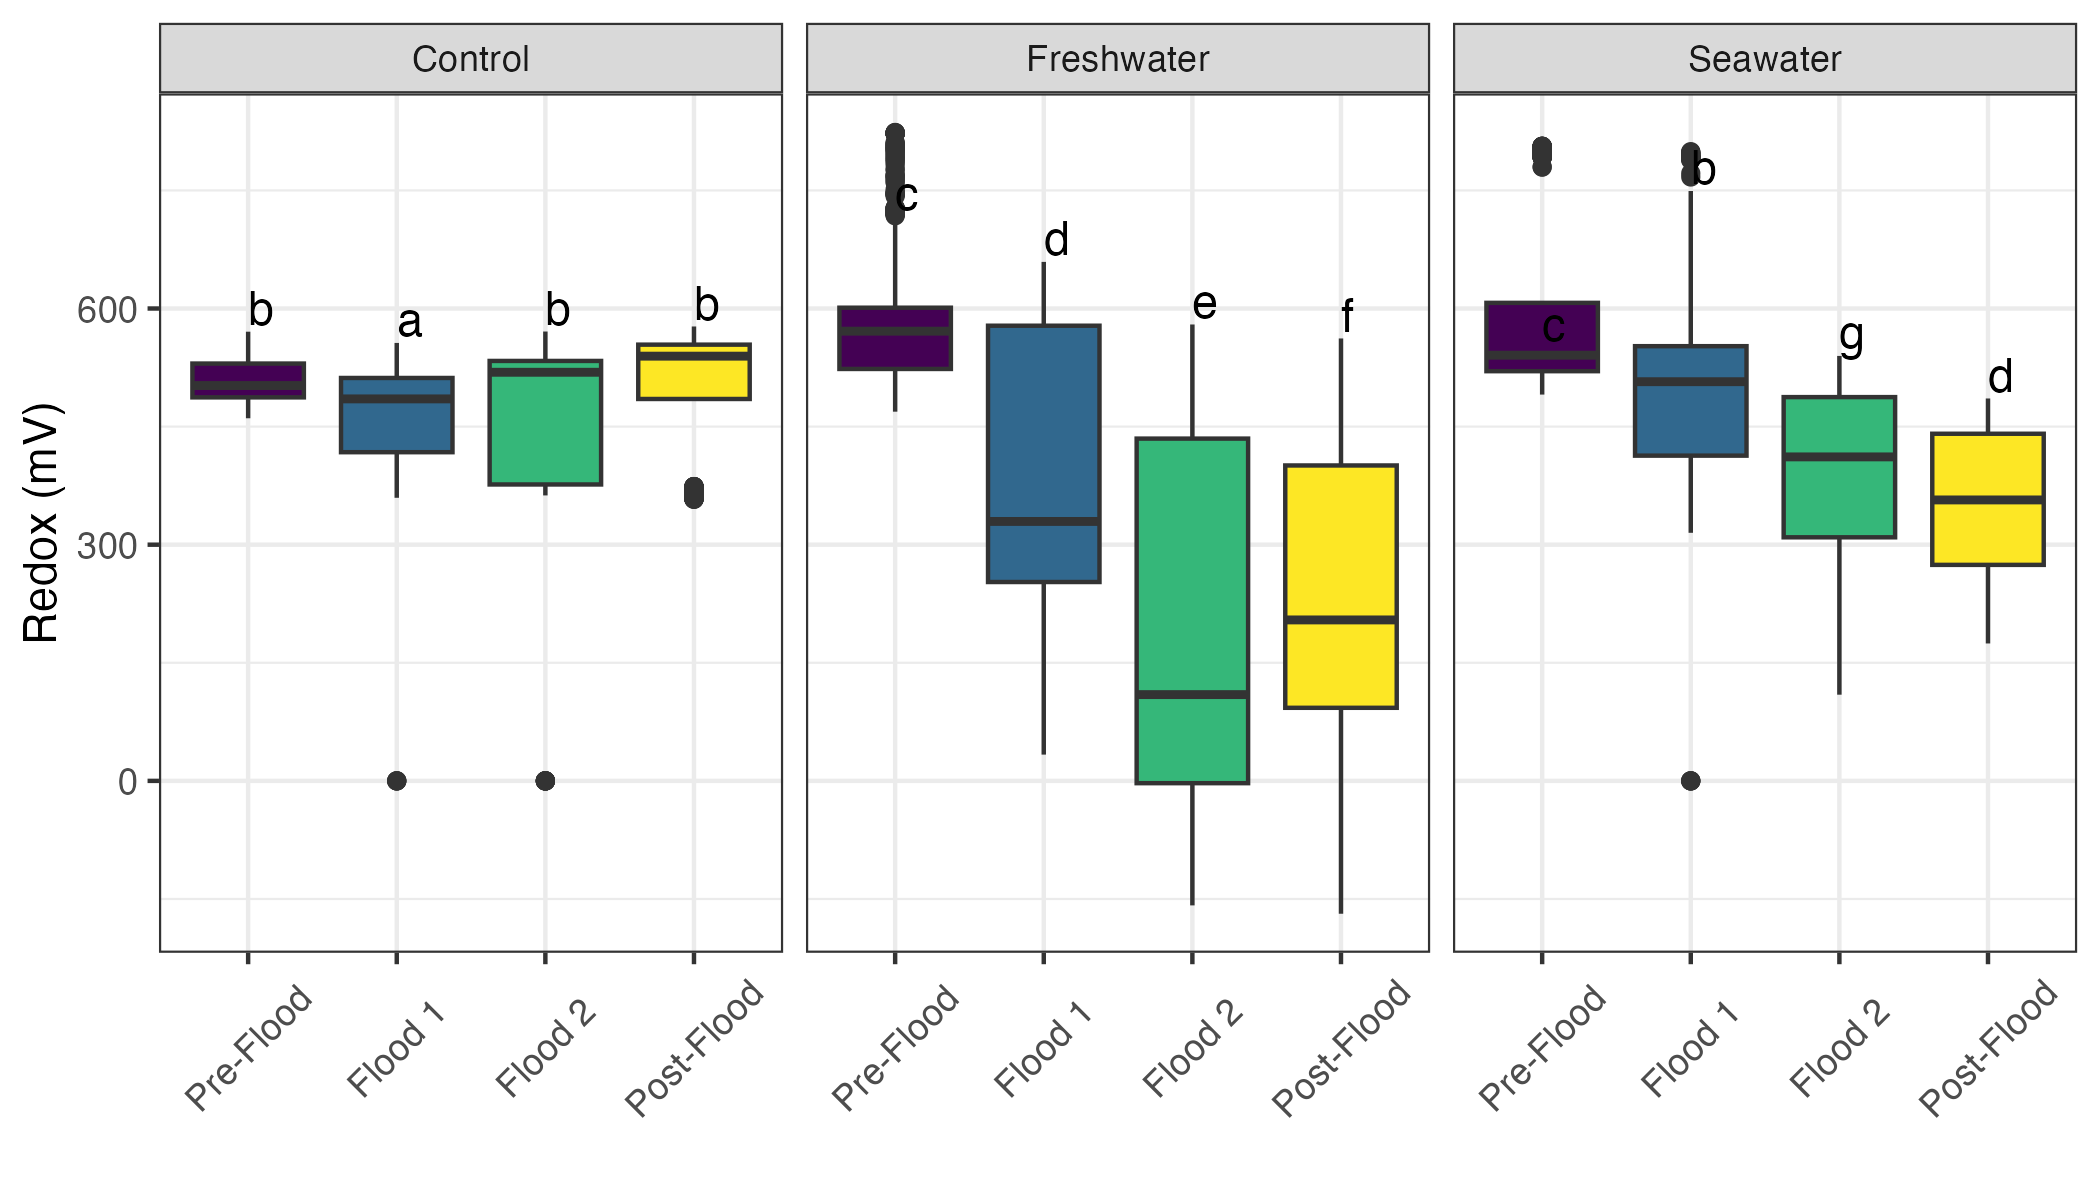 Control
Freshwater
Seawater
Redox (mV)
600
300
0
b
a
b
b
c
d
e
f
c
b
g
d
Pre-Flood
Flood 1
Flood 2
Post-Flood
Pre-Flood
Flood 1
Flood 2
Post-Flood
Pre-Flood
Flood 1
Flood 2
Post-Flood